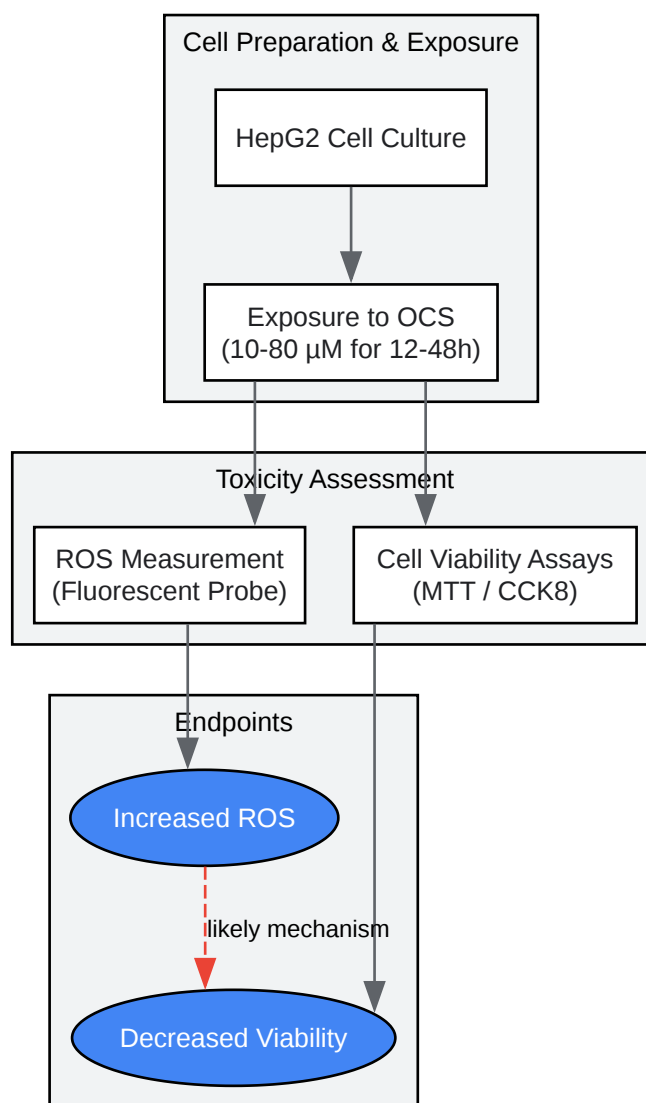 Cell Preparation & Exposure
HepG2 Cell Culture
Exposure to OCS
(10-80 µM for 12-48h)
Toxicity Assessment
ROS Measurement
(Fluorescent Probe)
Cell Viability Assays
(MTT / CCK8)
Endpoints
Increased ROS
likely mechanism
Decreased Viability